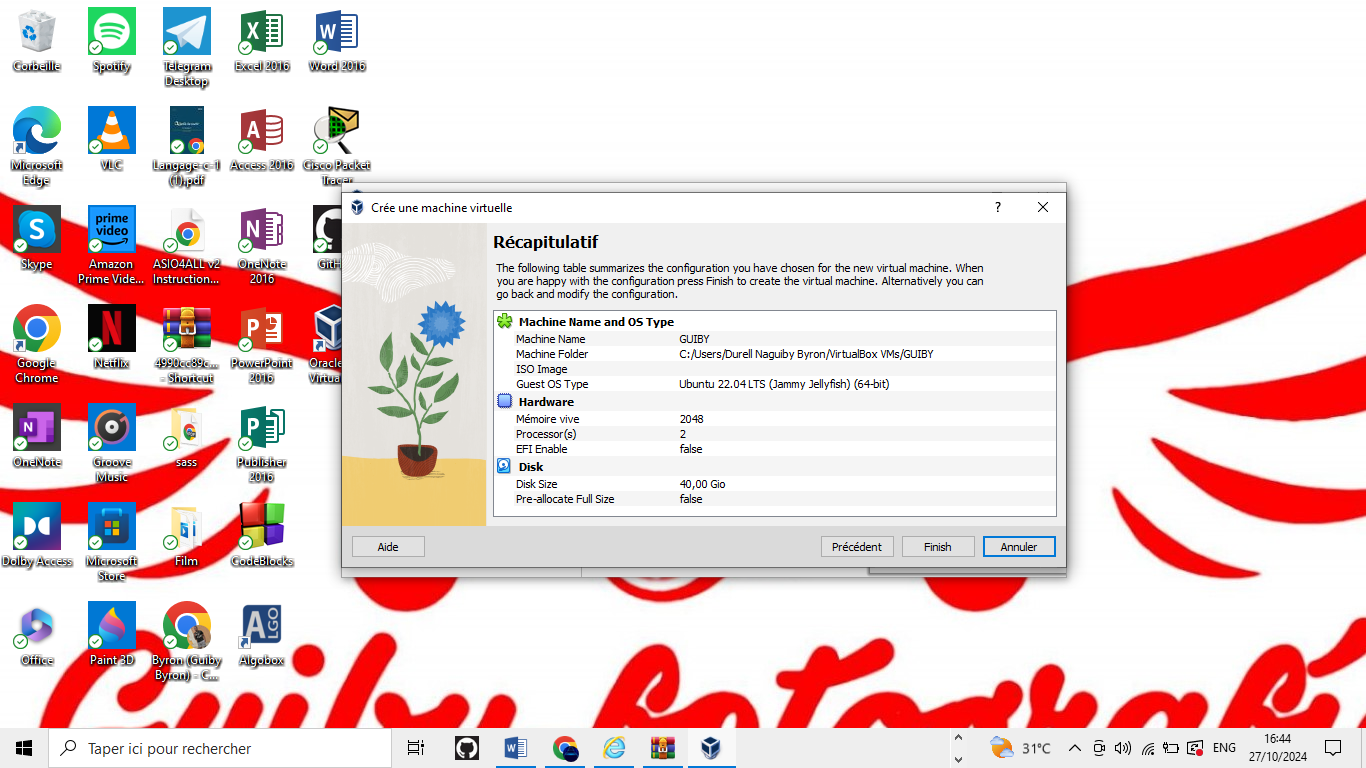 Corbeille
Spotify
Telegram
Desktop
Excel 2016
Word 2016
Microsoft
Edge
VLC
Langage-c-1
(1).pdf
Access 2016
Cisco Packet
Tracer
Skype
prime
video
Amazon
Prime Vide...
ASIO4ALL v2
Instruction...
OneNote
2016
GitH
Google
Chrome
Netflix
4990cc89c...
- Shortcut
PowerPoint
2016
Oracle
Virtua
OneNote
Groove
Music
sass
Publisher
2016
Dolby Access
Microsoft
Store
Film
CodeBlocks
Office
Paint 3D
Byron (Guiby
Byron) - C...
ALGO
Algobox
Crée une machine virtuelle
?
Récapitulatif
The following table summarizes the configuration you have chosen for the new virtual machine. When
you are happy with the configuration press Finish to create the virtual machine. Alternatively you can
go back and modify the configuration.
Machine Name and OS Type
Machine Name GUIBY
Machine Folder C:/Users/Durell Naguiby Byron/VirtualBox VMs/GUIBY
ISO Image
Guest OS Type Ubuntu 22.04 LTS (Jammy Jellyfish) (64-bit)
Hardware
Mémoire vive 2048
Processor(s) 2
EFI Enable false
Disk
Disk Size 40,00 Gio
Pre-allocate Full Size false
Aide
Précédent
Finish
Annuler
Guiby
Taper ici pour rechercher
31°C
ENG
16:44
27/10/2024